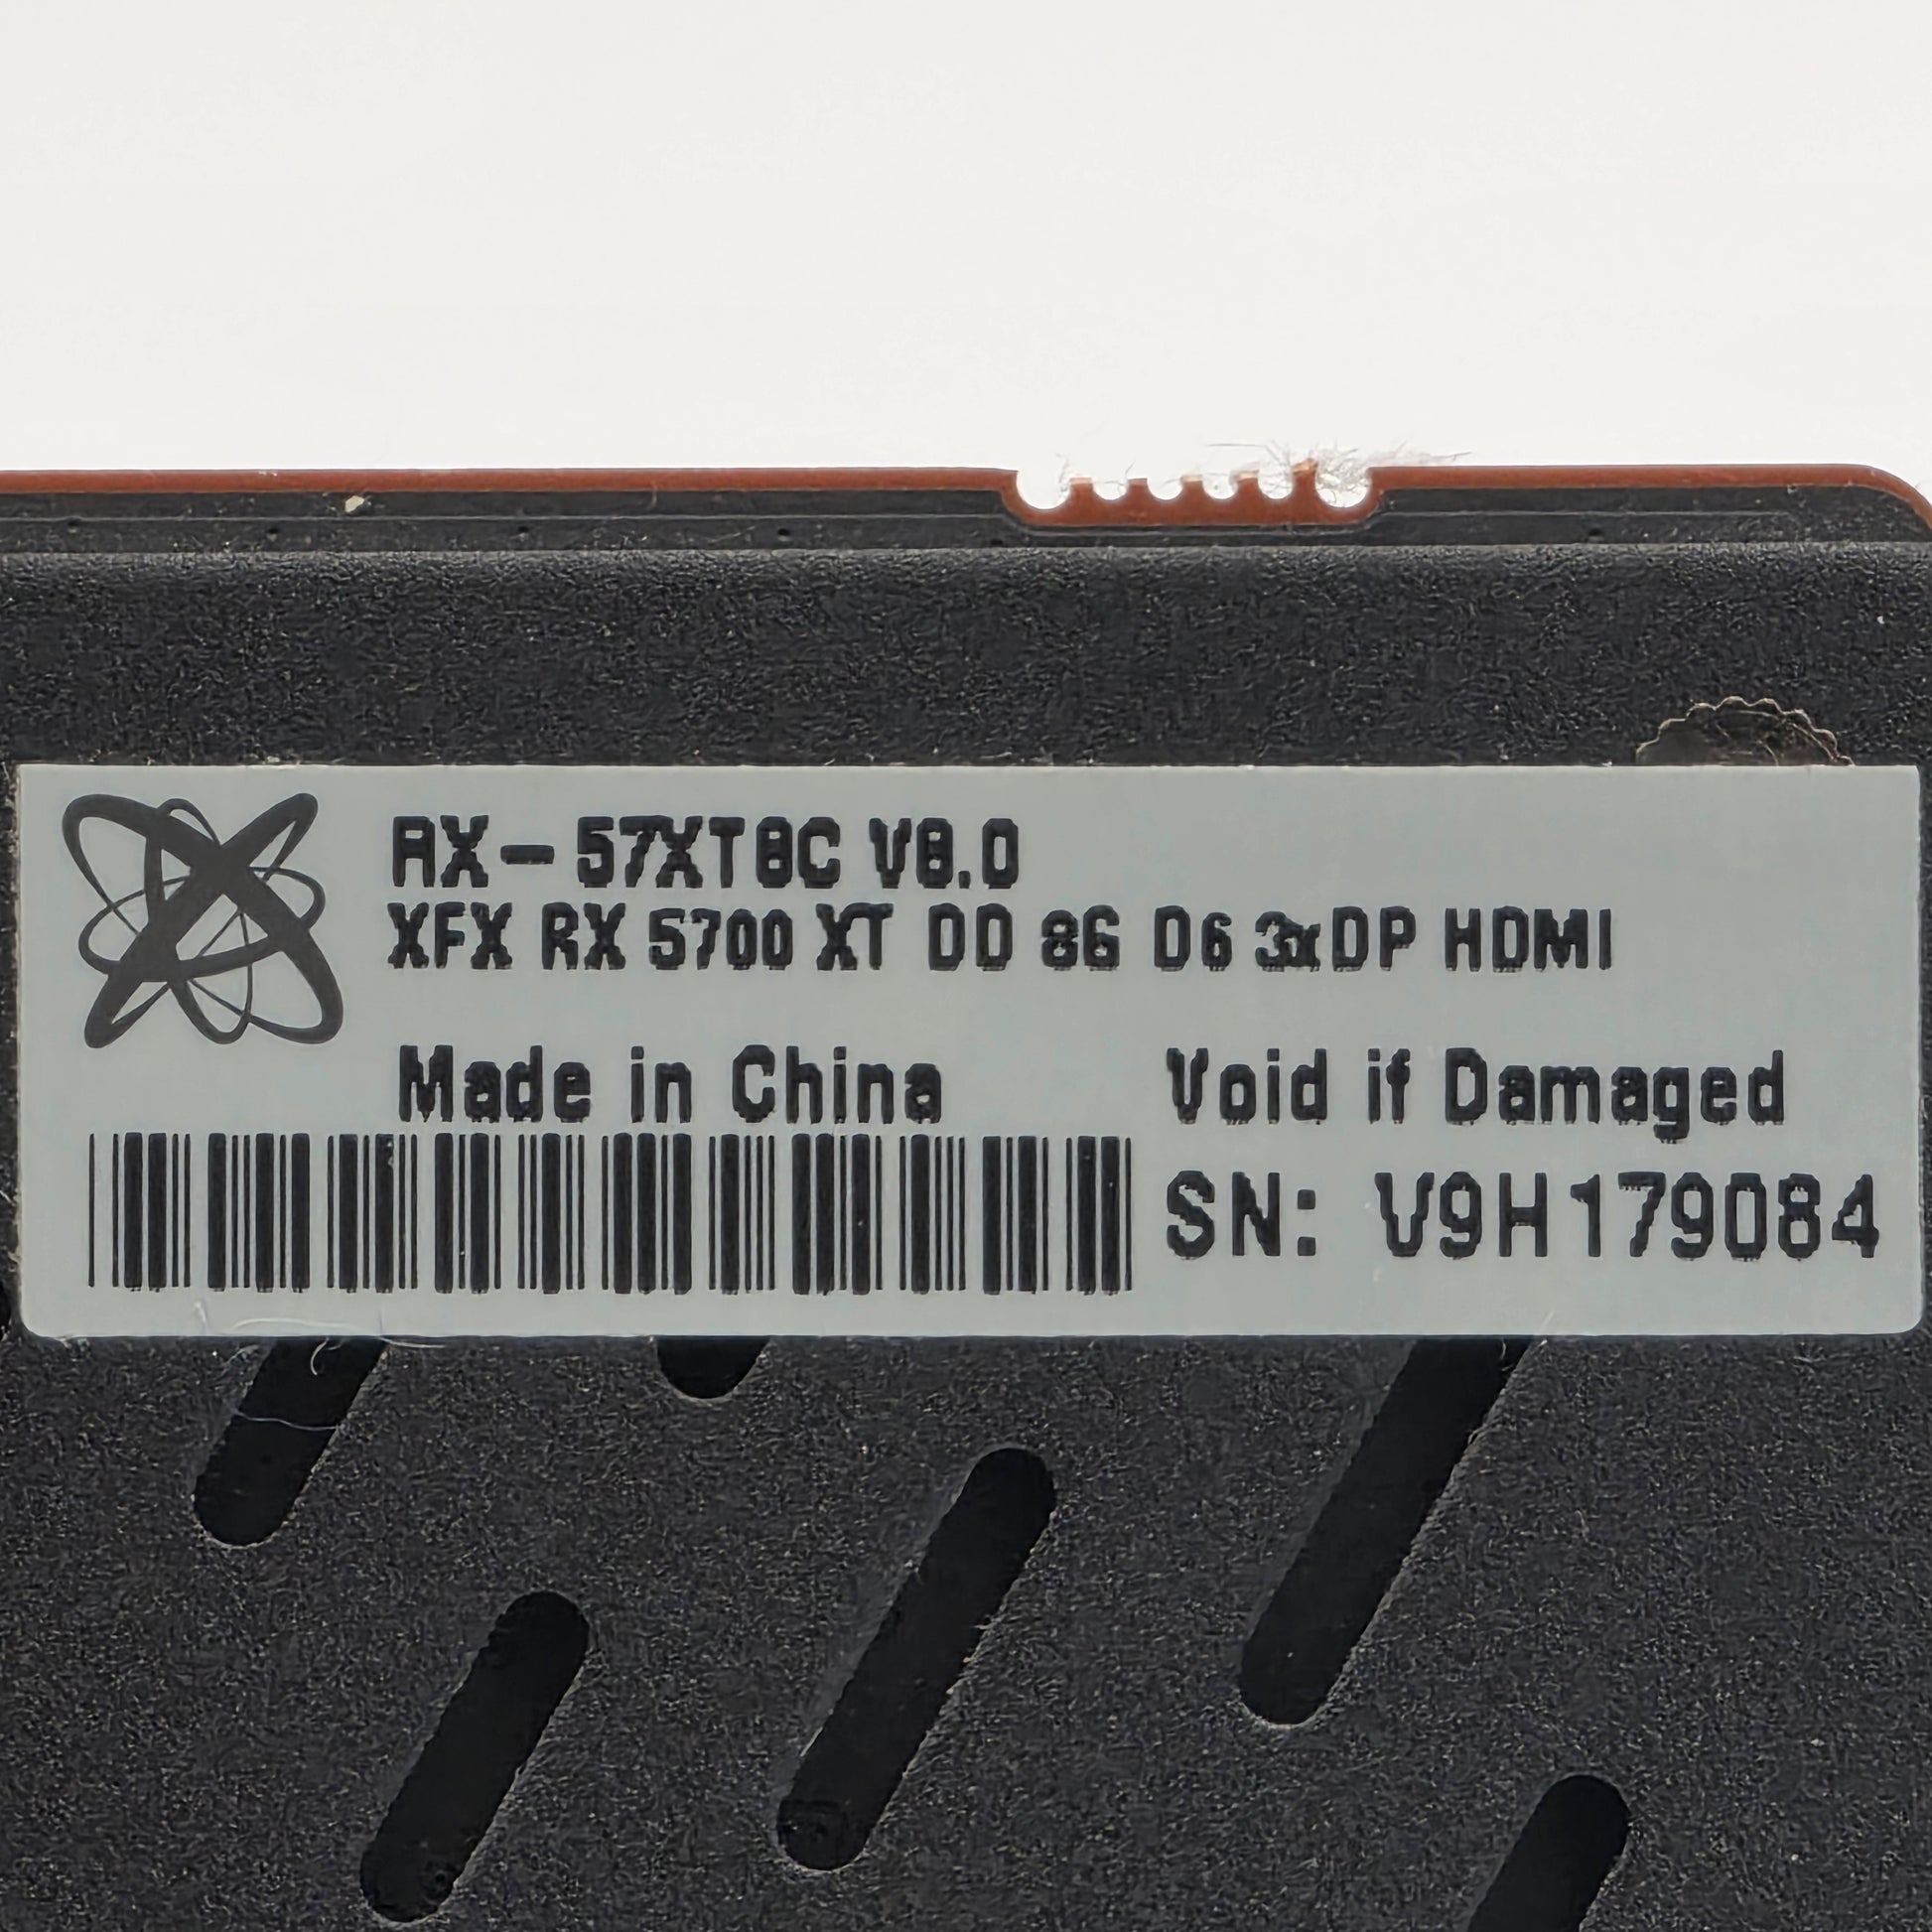 RX-57XT8C V8.0
XFX RX 5700 XT DD 8G D6 3xDP HDMI
Made in China
Void if Damaged
SN: V9H179084